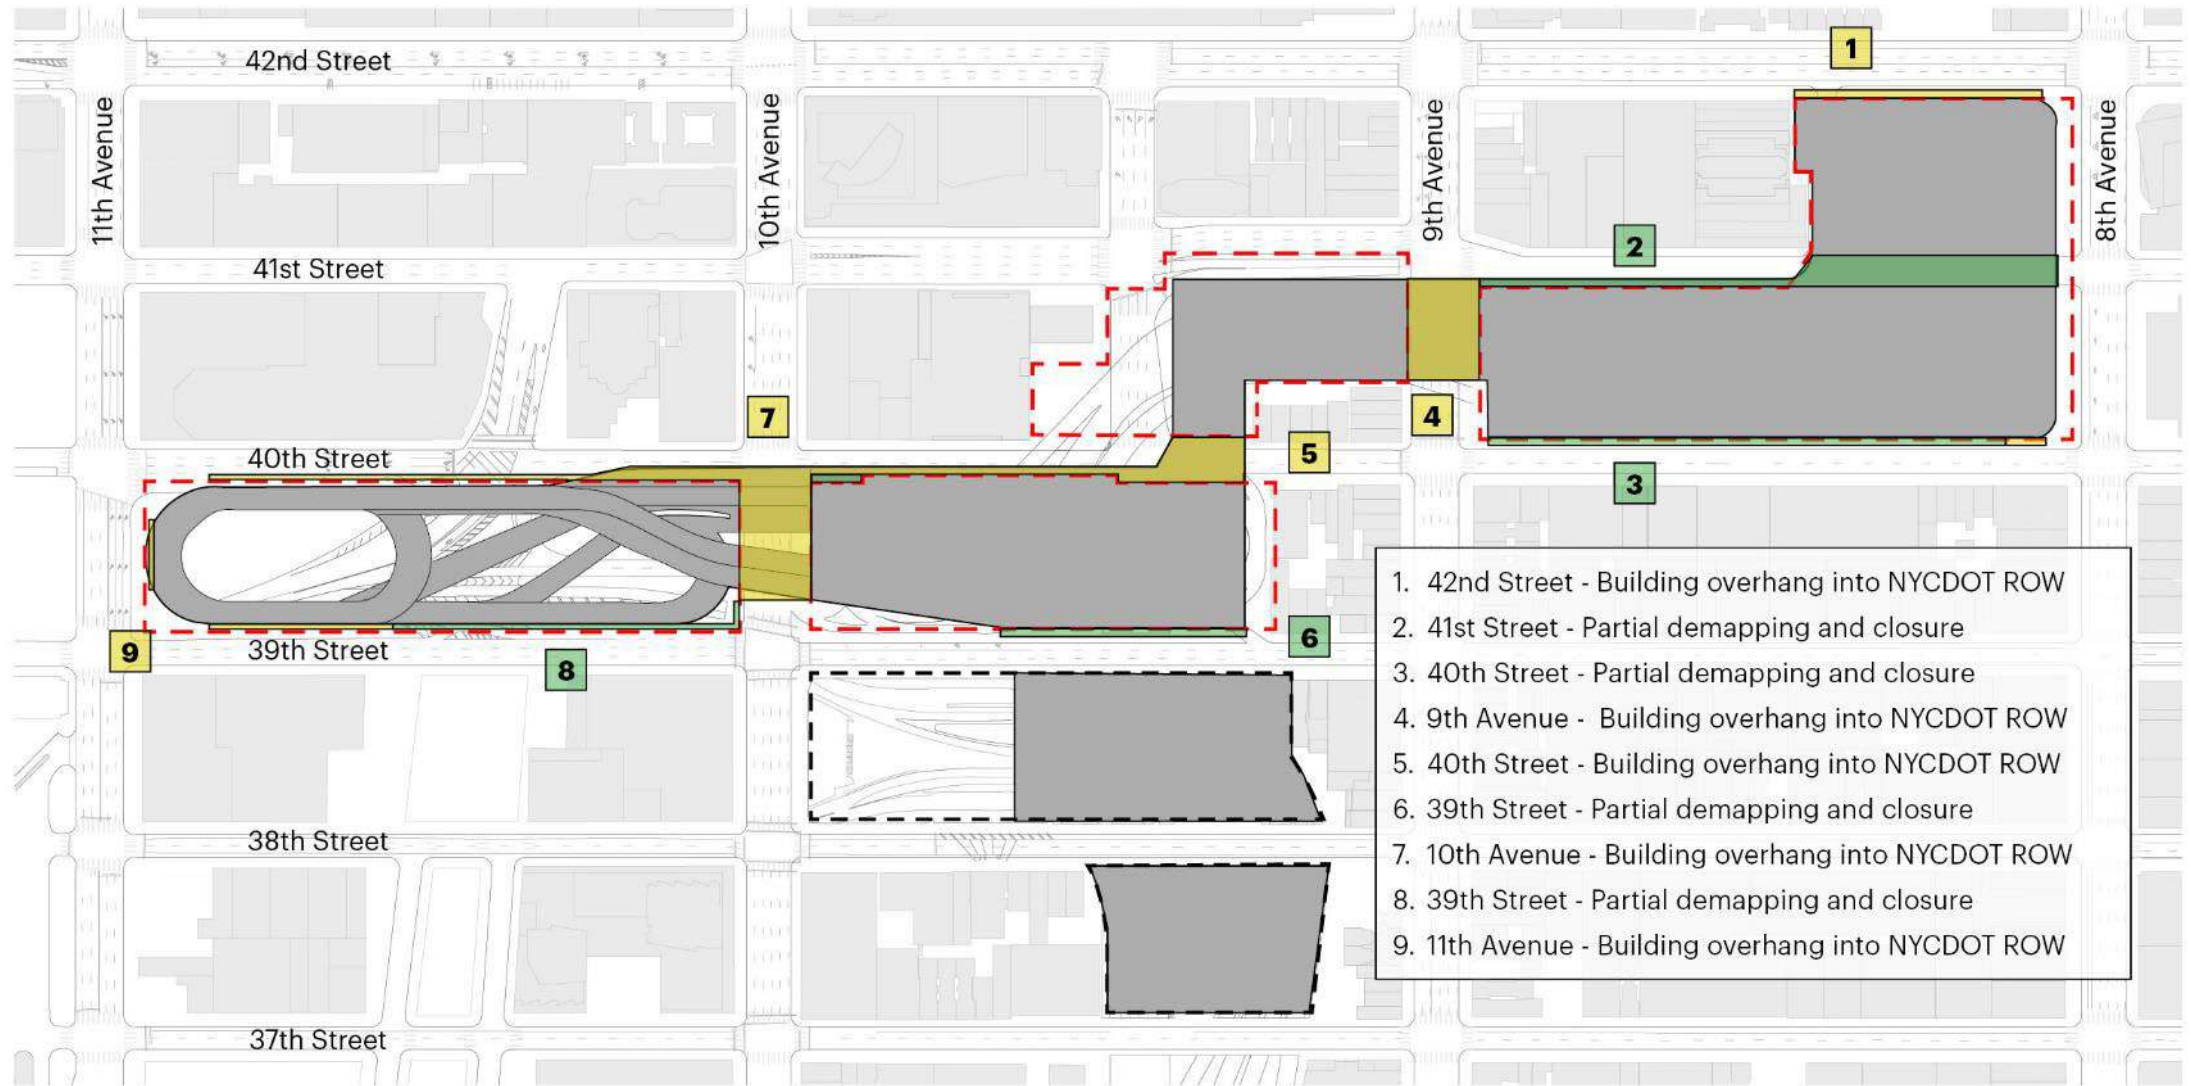 1
42nd Street
11th Avenue
10th Avenue
9th Avenue
8th Avenue
2
41st Street
7
4
40th Street
5
3
6
9
39th Street
8
1. 42nd Street - Building overhang into NYCDOT ROW
2. 41st Street - Partial demapping and closure
3. 40th Street - Partial demapping and closure
4. 9th Avenue - Building overhang into NYCDOT ROW
5. 40th Street - Building overhang into NYCDOT ROW
6. 39th Street - Partial demapping and closure
7. 10th Avenue - Building overhang into NYCDOT ROW
8. 39th Street - Partial demapping and closure
9. 11th Avenue - Building overhang into NYCDOT ROW
38th Street
37th Street